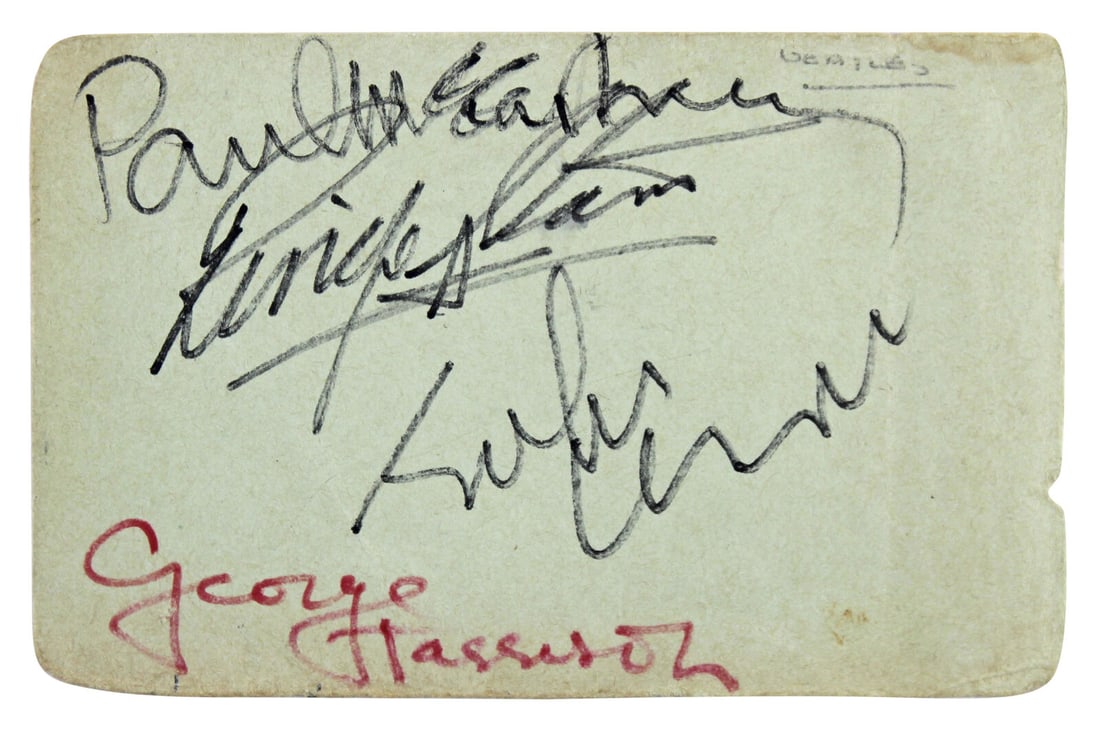 BEATLES
Paul McCartney
Ringo Starr
John Lennon
George Harrison